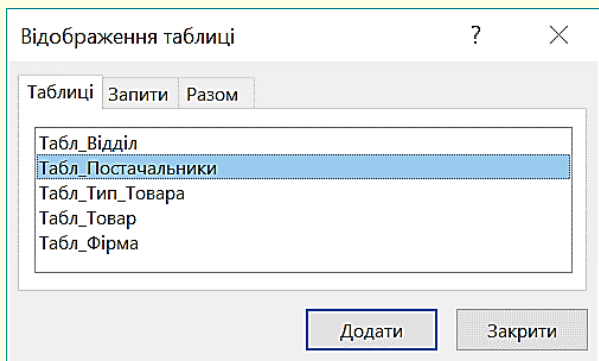 Відображення таблиці ?
Таблиці Запити Разом
Табл_Відділ
Табл_Постачальники
Табл_Тип_Товара
Табл_Товар
Табл_Фірма
Додати Закрити